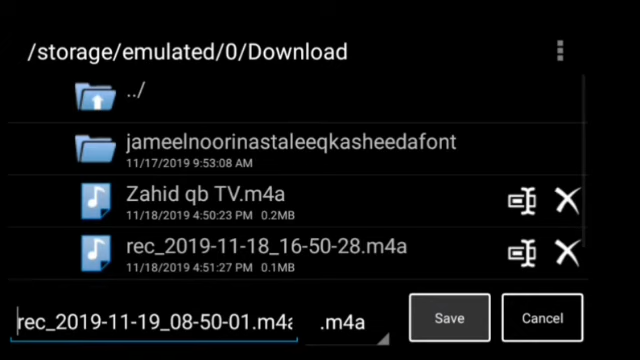 /storage/emulated/0/Download
../
jameelnoorinastaleeqkasheedafont
11/17/2019 9:53:08 AM
Zahid qb TV.m4a
11/18/2019 4:50:23 PM 0.2MB
rec_2019-11-18_16-50-28.m4a
11/18/2019 4:51:27 PM 0.1MB
rec_2019-11-19_08-50-01.m4a .m4a Save Cancel